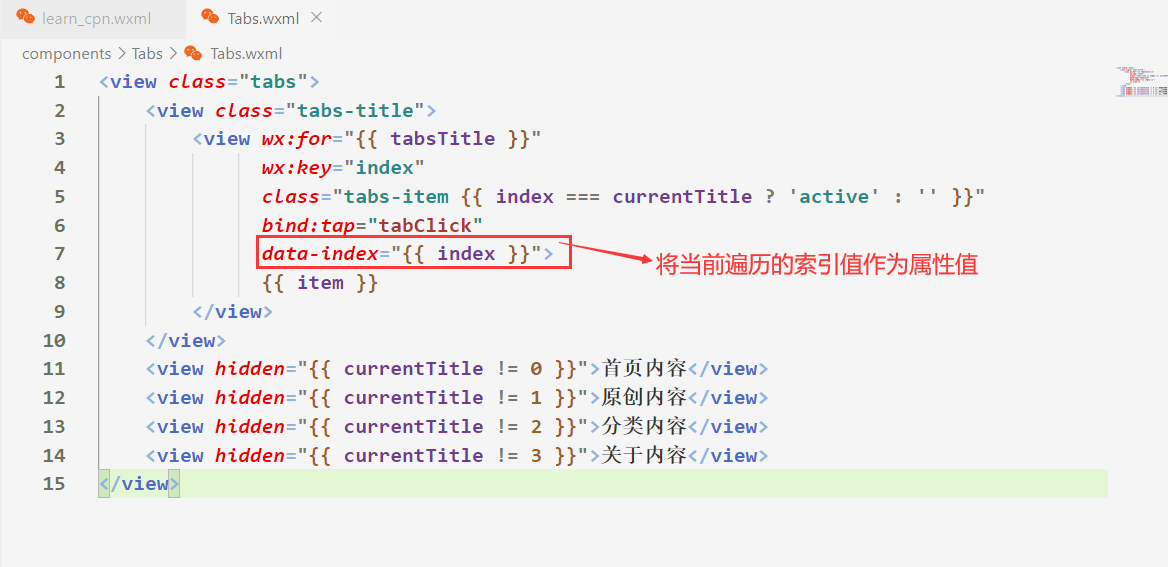 learn_cpn.wxml Tabs.wxml
components > Tabs > Tabs.wxml
1 <view class="tabs">
2 <view class="tabs-title">
3 <view wx:for="{{ tabsTitle }}"
4 wx:key="index"
5 class="tabs-item {{ index === currentTitle ? 'active' : '' }}"
6 bind:tap="tabClick"
7 data-index="{{ index }}"> 将当前遍历的索引值作为属性值
8 {{ item }}
9 </view>
10 </view>
11 <view hidden="{{ currentTitle != 0 }}">首页内容</view>
12 <view hidden="{{ currentTitle != 1 }}">原创内容</view>
13 <view hidden="{{ currentTitle != 2 }}">分类内容</view>
14 <view hidden="{{ currentTitle != 3 }}">关于内容</view>
15 </view>